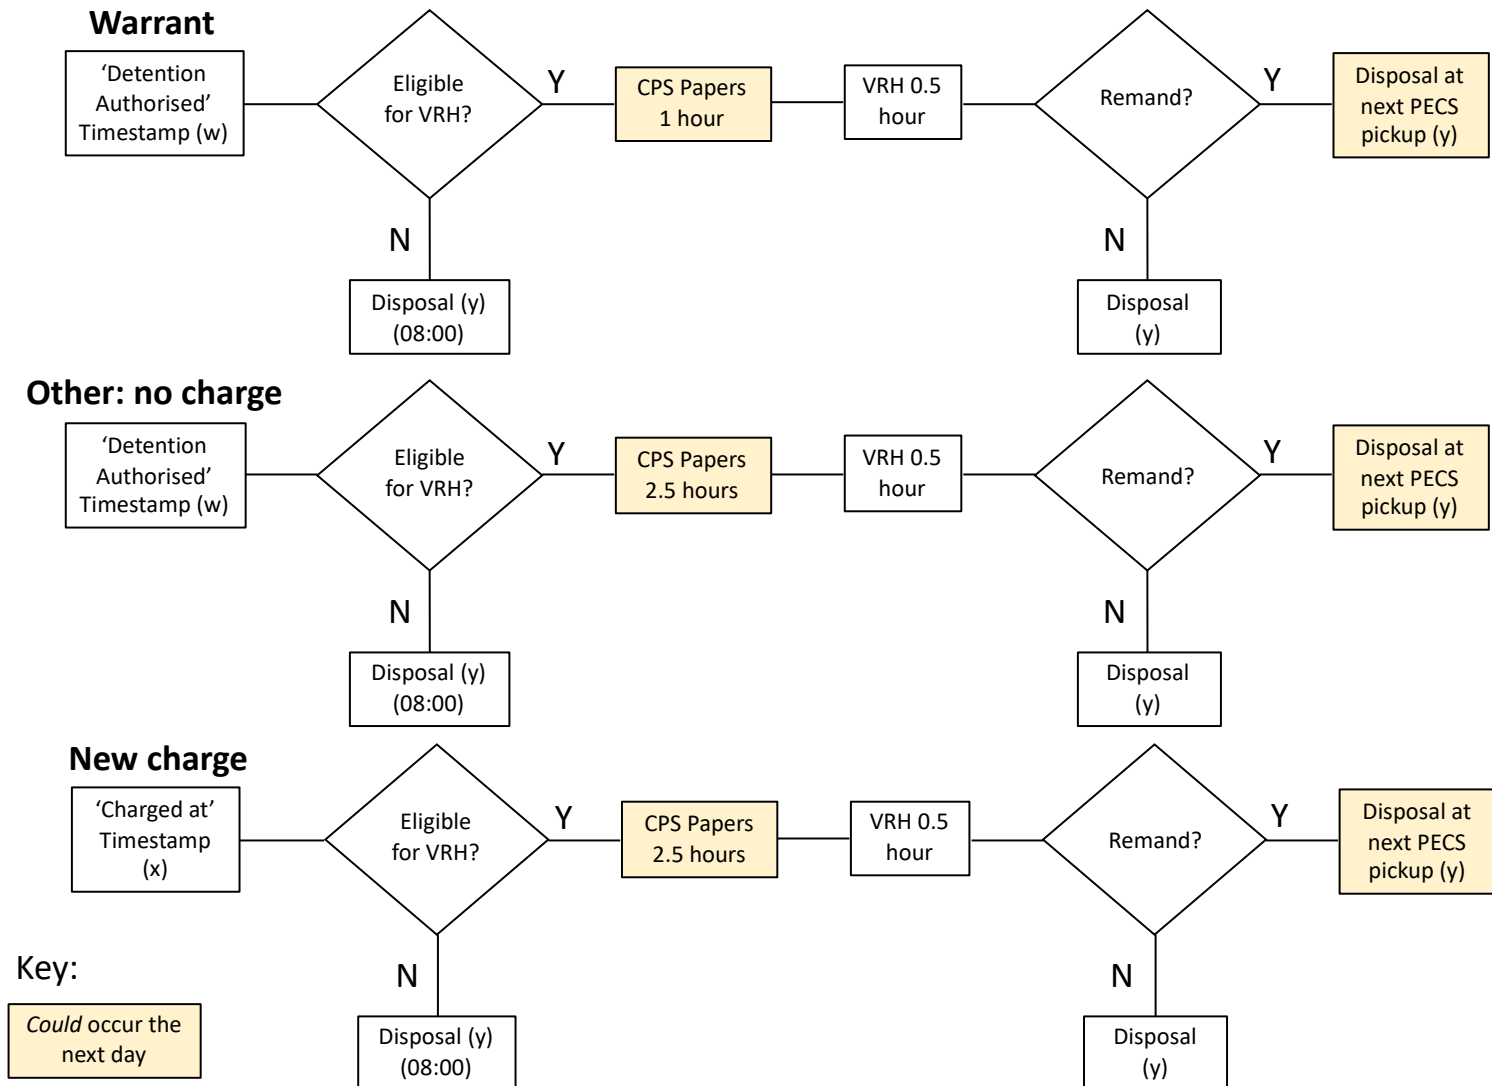 Warrant
‘Detention
Authorised’
Timestamp (w)
Eligible
for VRH?
Y
CPS Papers
1 hour
VRH 0.5
hour
Remand?
Y
Disposal at
next PECS
pickup (y)
N
Disposal (y)
(08:00)
N
Disposal
(y)
Other: no charge
‘Detention
Authorised’
Timestamp (w)
Eligible
for VRH?
Y
CPS Papers
2.5 hours
VRH 0.5
hour
Remand?
Y
Disposal at
next PECS
pickup (y)
N
Disposal (y)
(08:00)
N
Disposal
(y)
New charge
‘Charged at’
Timestamp
(x)
Eligible
for VRH?
Y
CPS Papers
2.5 hours
VRH 0.5
hour
Remand?
Y
Disposal at
next PECS
pickup (y)
N
Disposal (y)
(08:00)
N
Disposal
(y)
Key:
Could occur the
next day